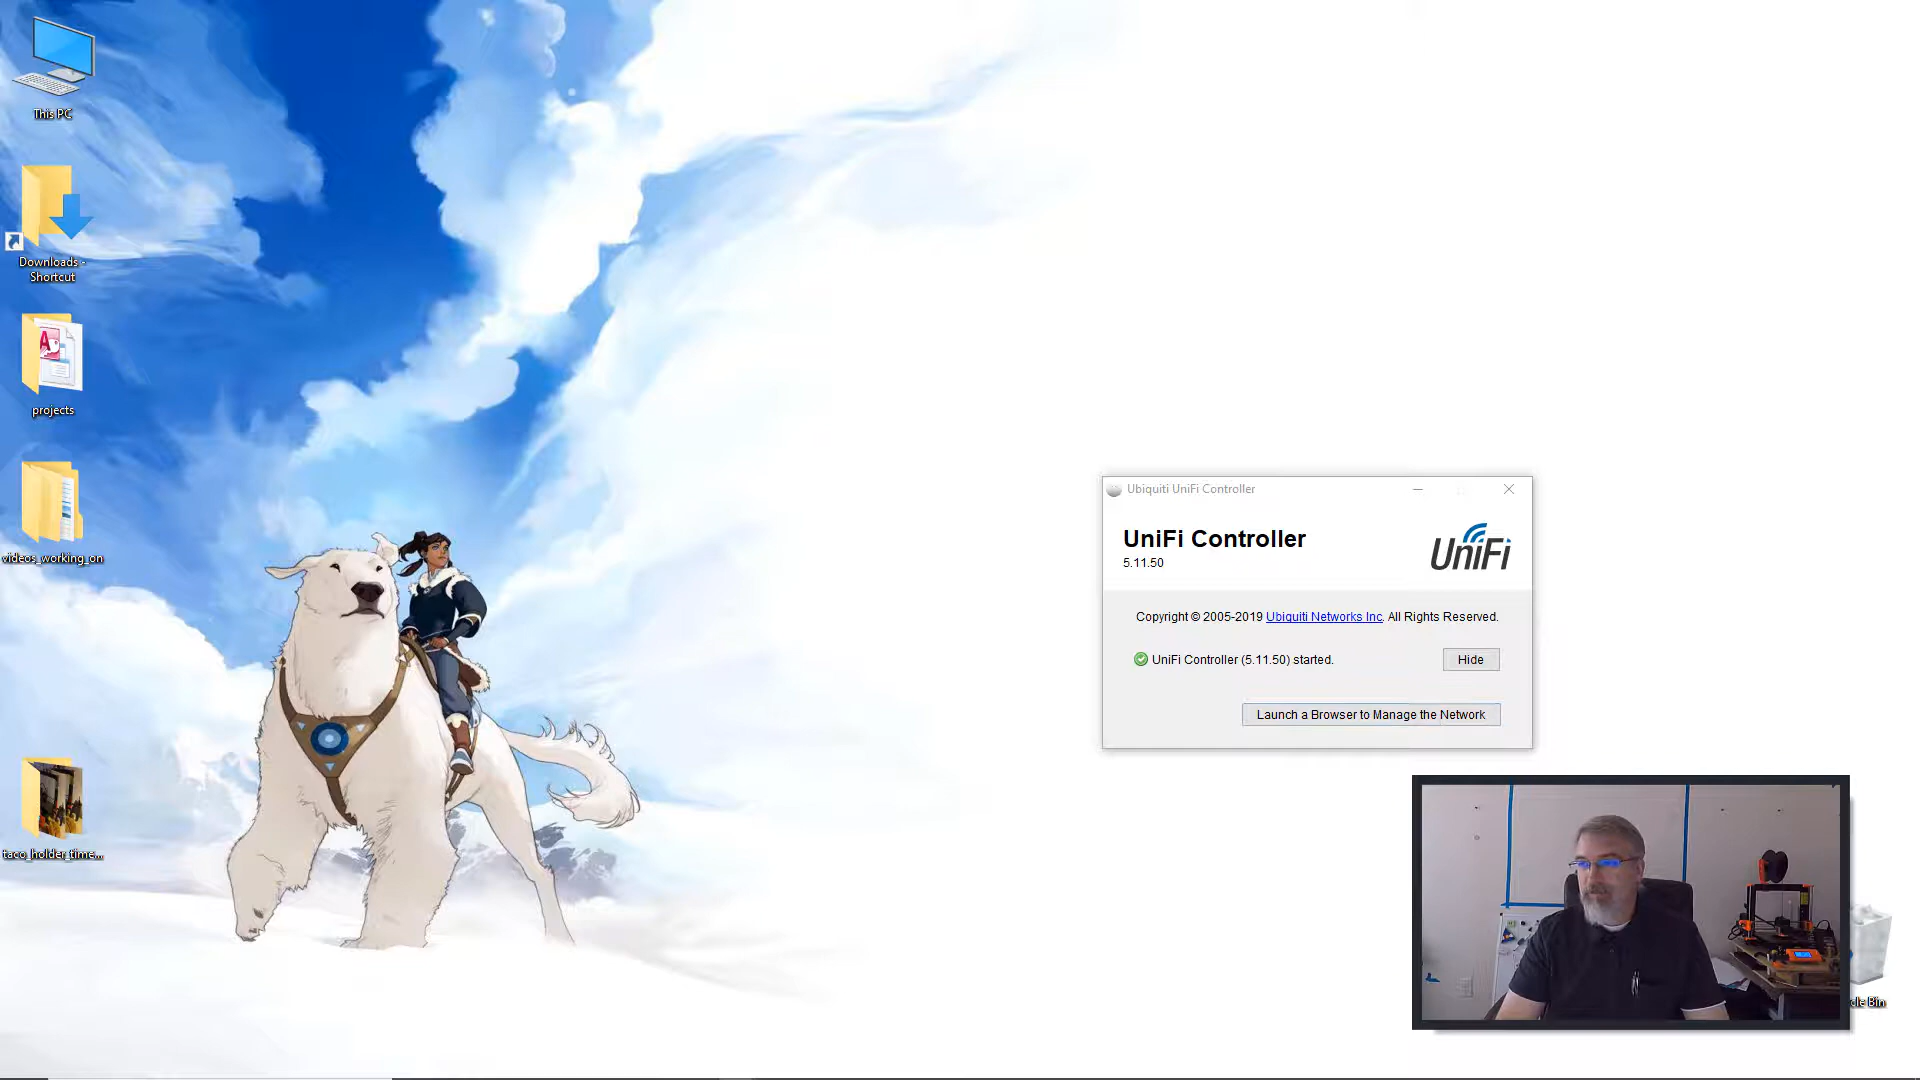 This PC
Downloads -
Shortcut
projects
videos_working_on
taco_holder_time...
Ubiquiti UniFi Controller
UniFi Controller
5.11.50
UniFi
Copyright © 2005-2019 Ubiquiti Networks Inc. All Rights Reserved.
UniFi Controller (5.11.50) started.
Hide
Launch a Browser to Manage the Network
cle Bin